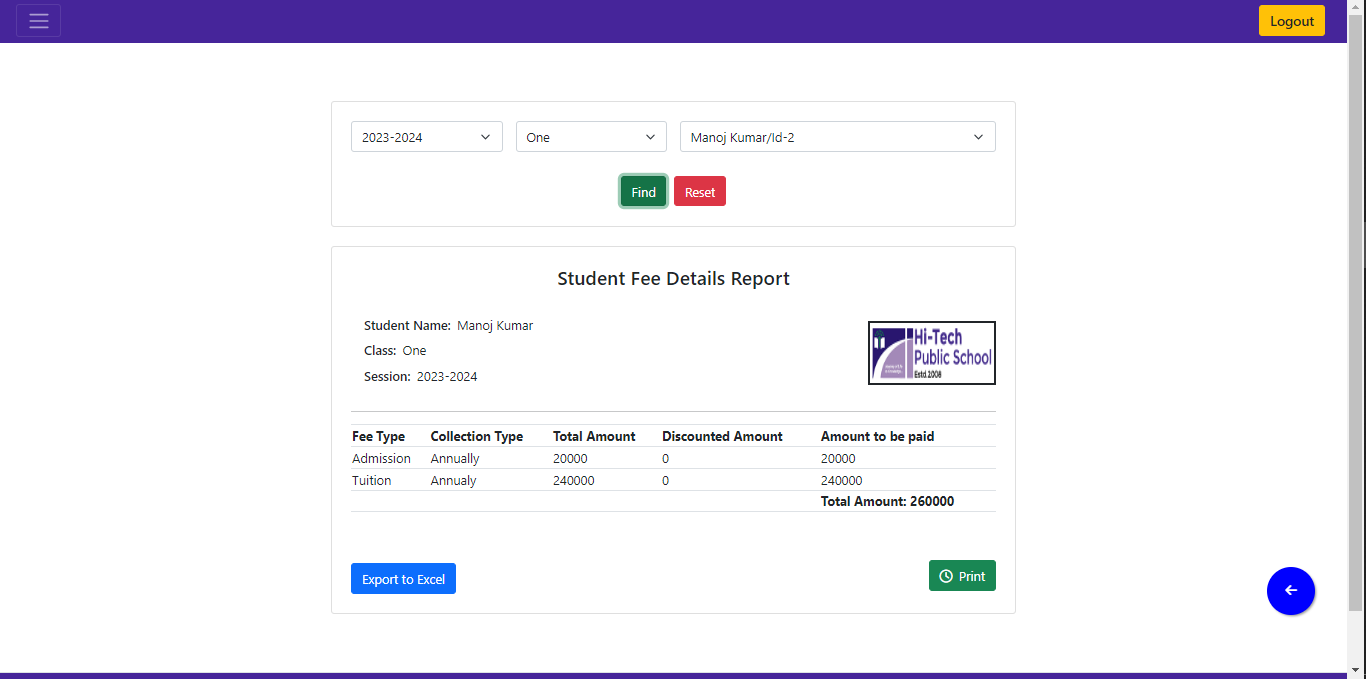 Logout
2023-2024 One Manoj Kumar/Id-2
Find Reset
Student Fee Details Report
Student Name: Manoj Kumar
Class: One
Session: 2023-2024
Hi-Tech
Public School
Estd.2008
Fee Type Collection Type Total Amount Discounted Amount Amount to be paid
Admission Annually 20000 0 20000
Tuition Annualy 240000 0 240000
Total Amount: 260000
Export to Excel Print